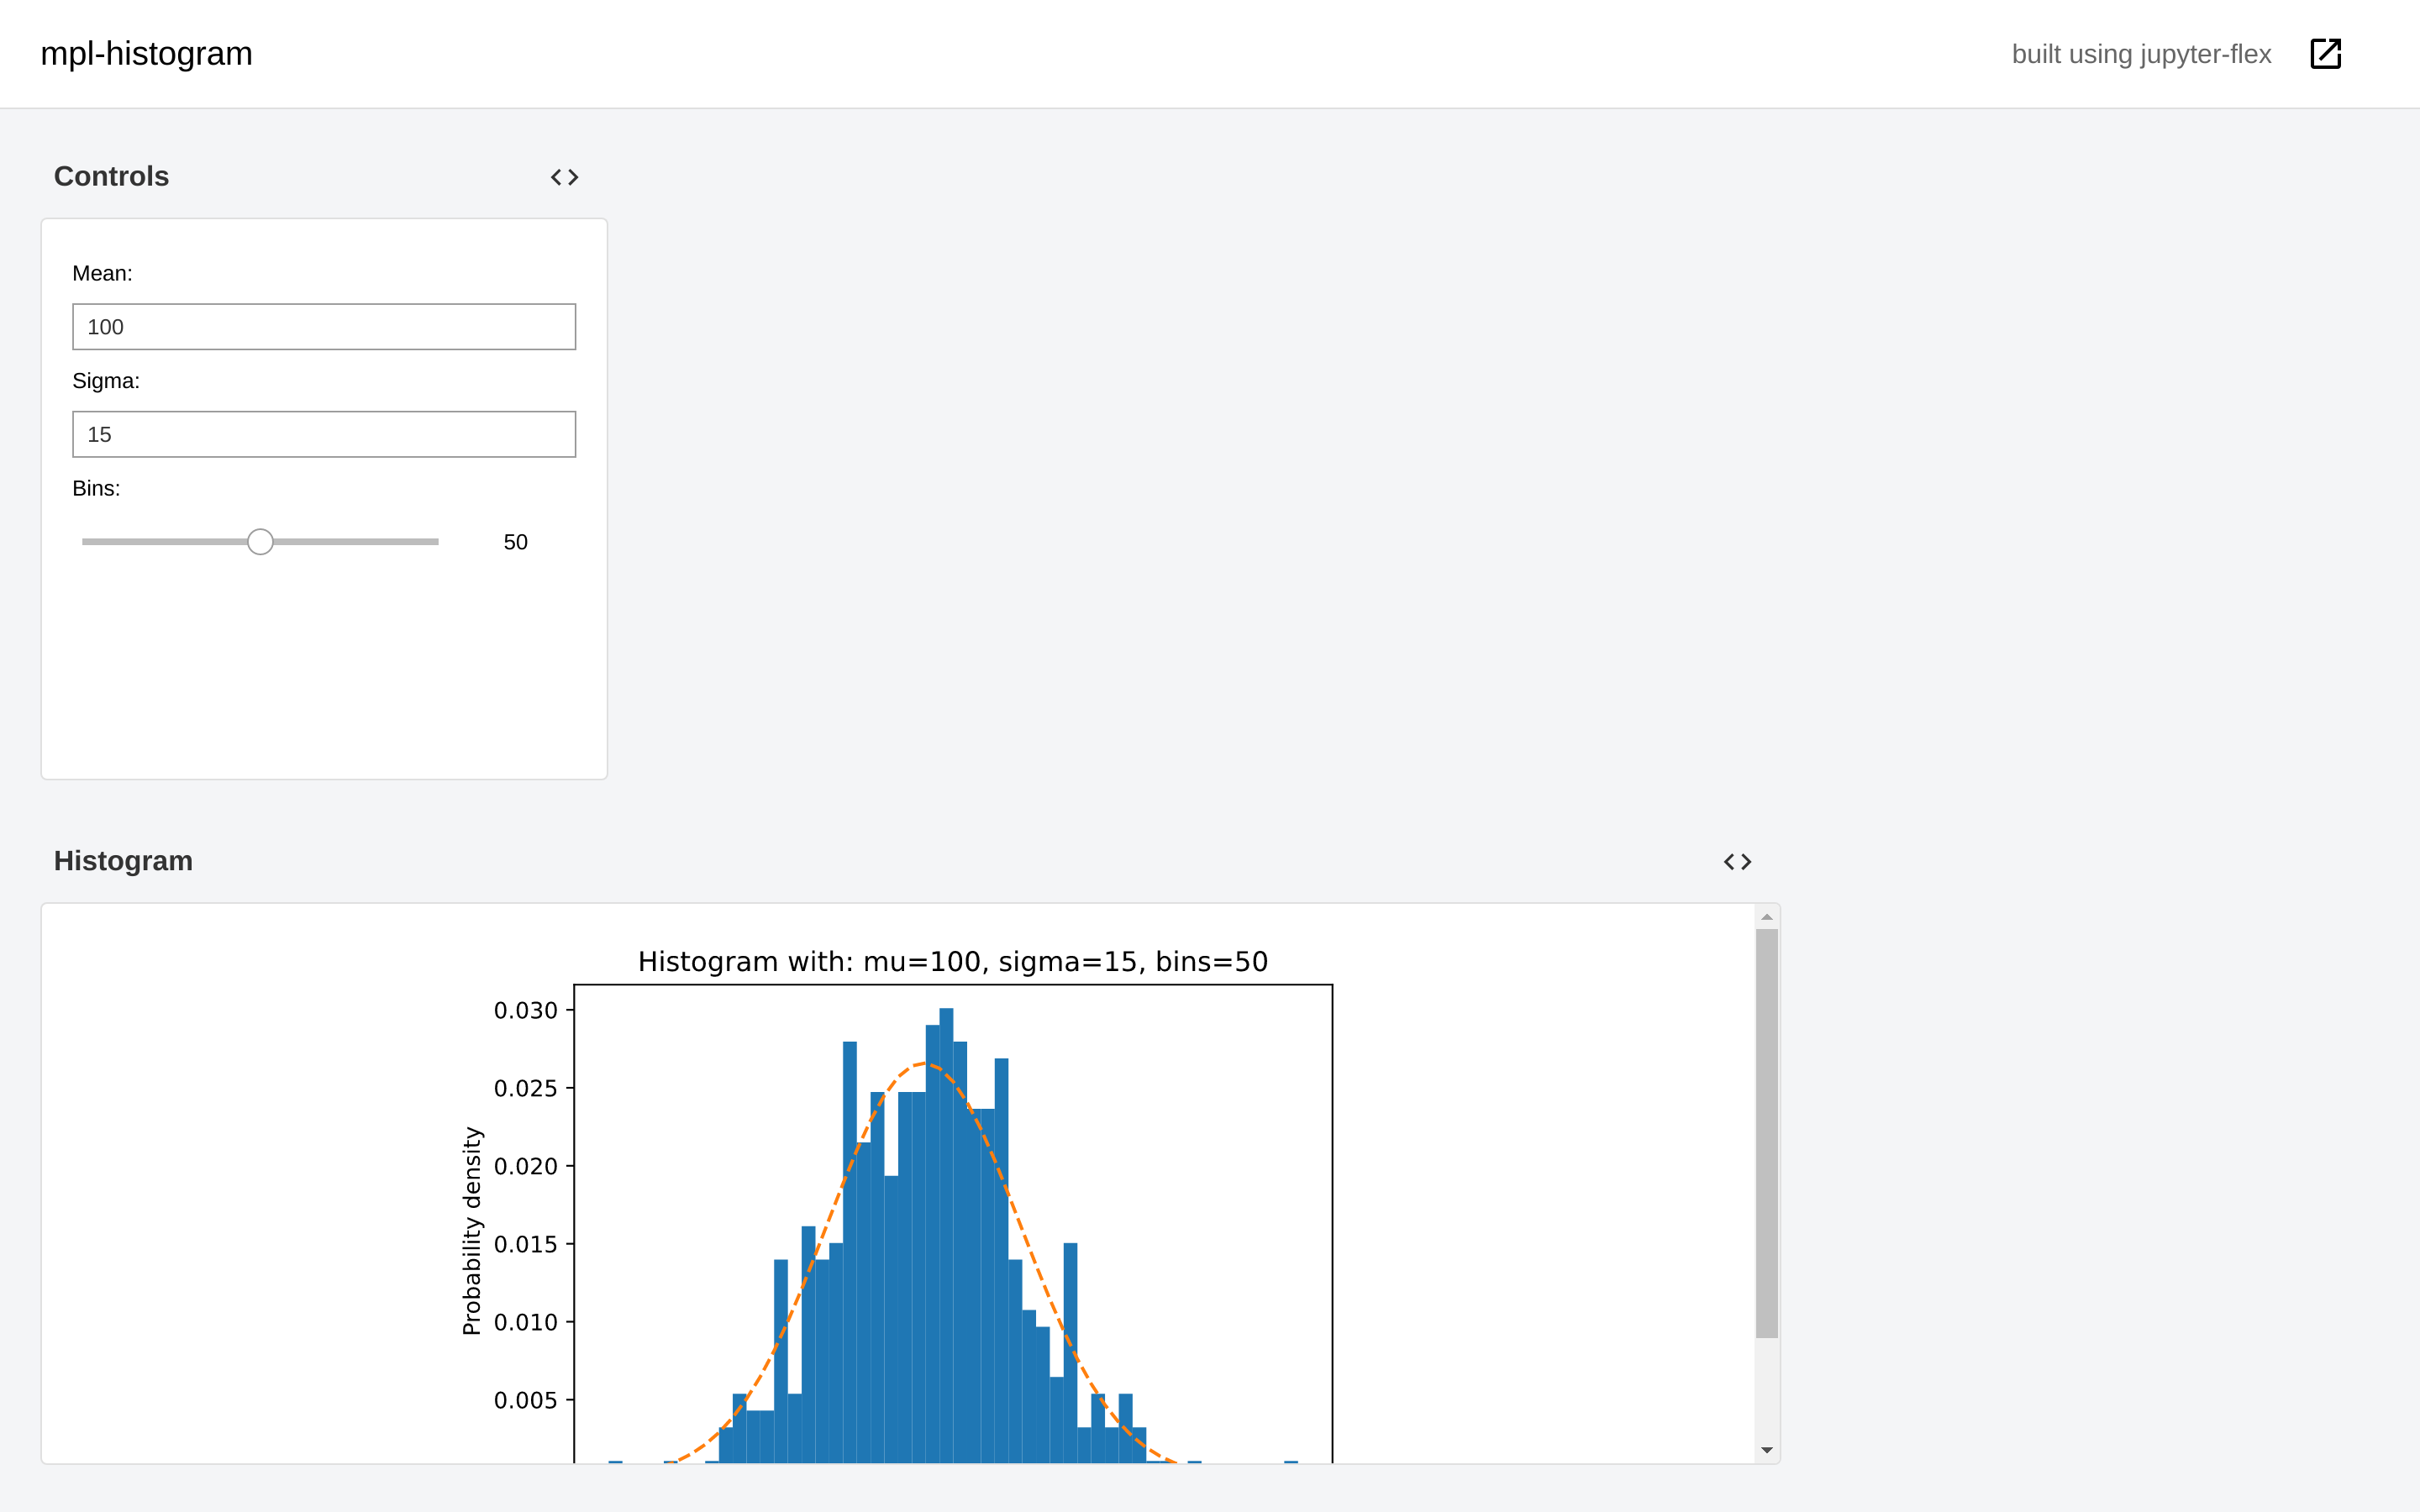 mpl-histogram
built using jupyter-flex
Controls
Mean:
100
Sigma:
15
Bins:
50
Histogram
Histogram with: mu=100, sigma=15, bins=50
0.030
0.025
0.020
0.015
0.010
0.005
Probability density